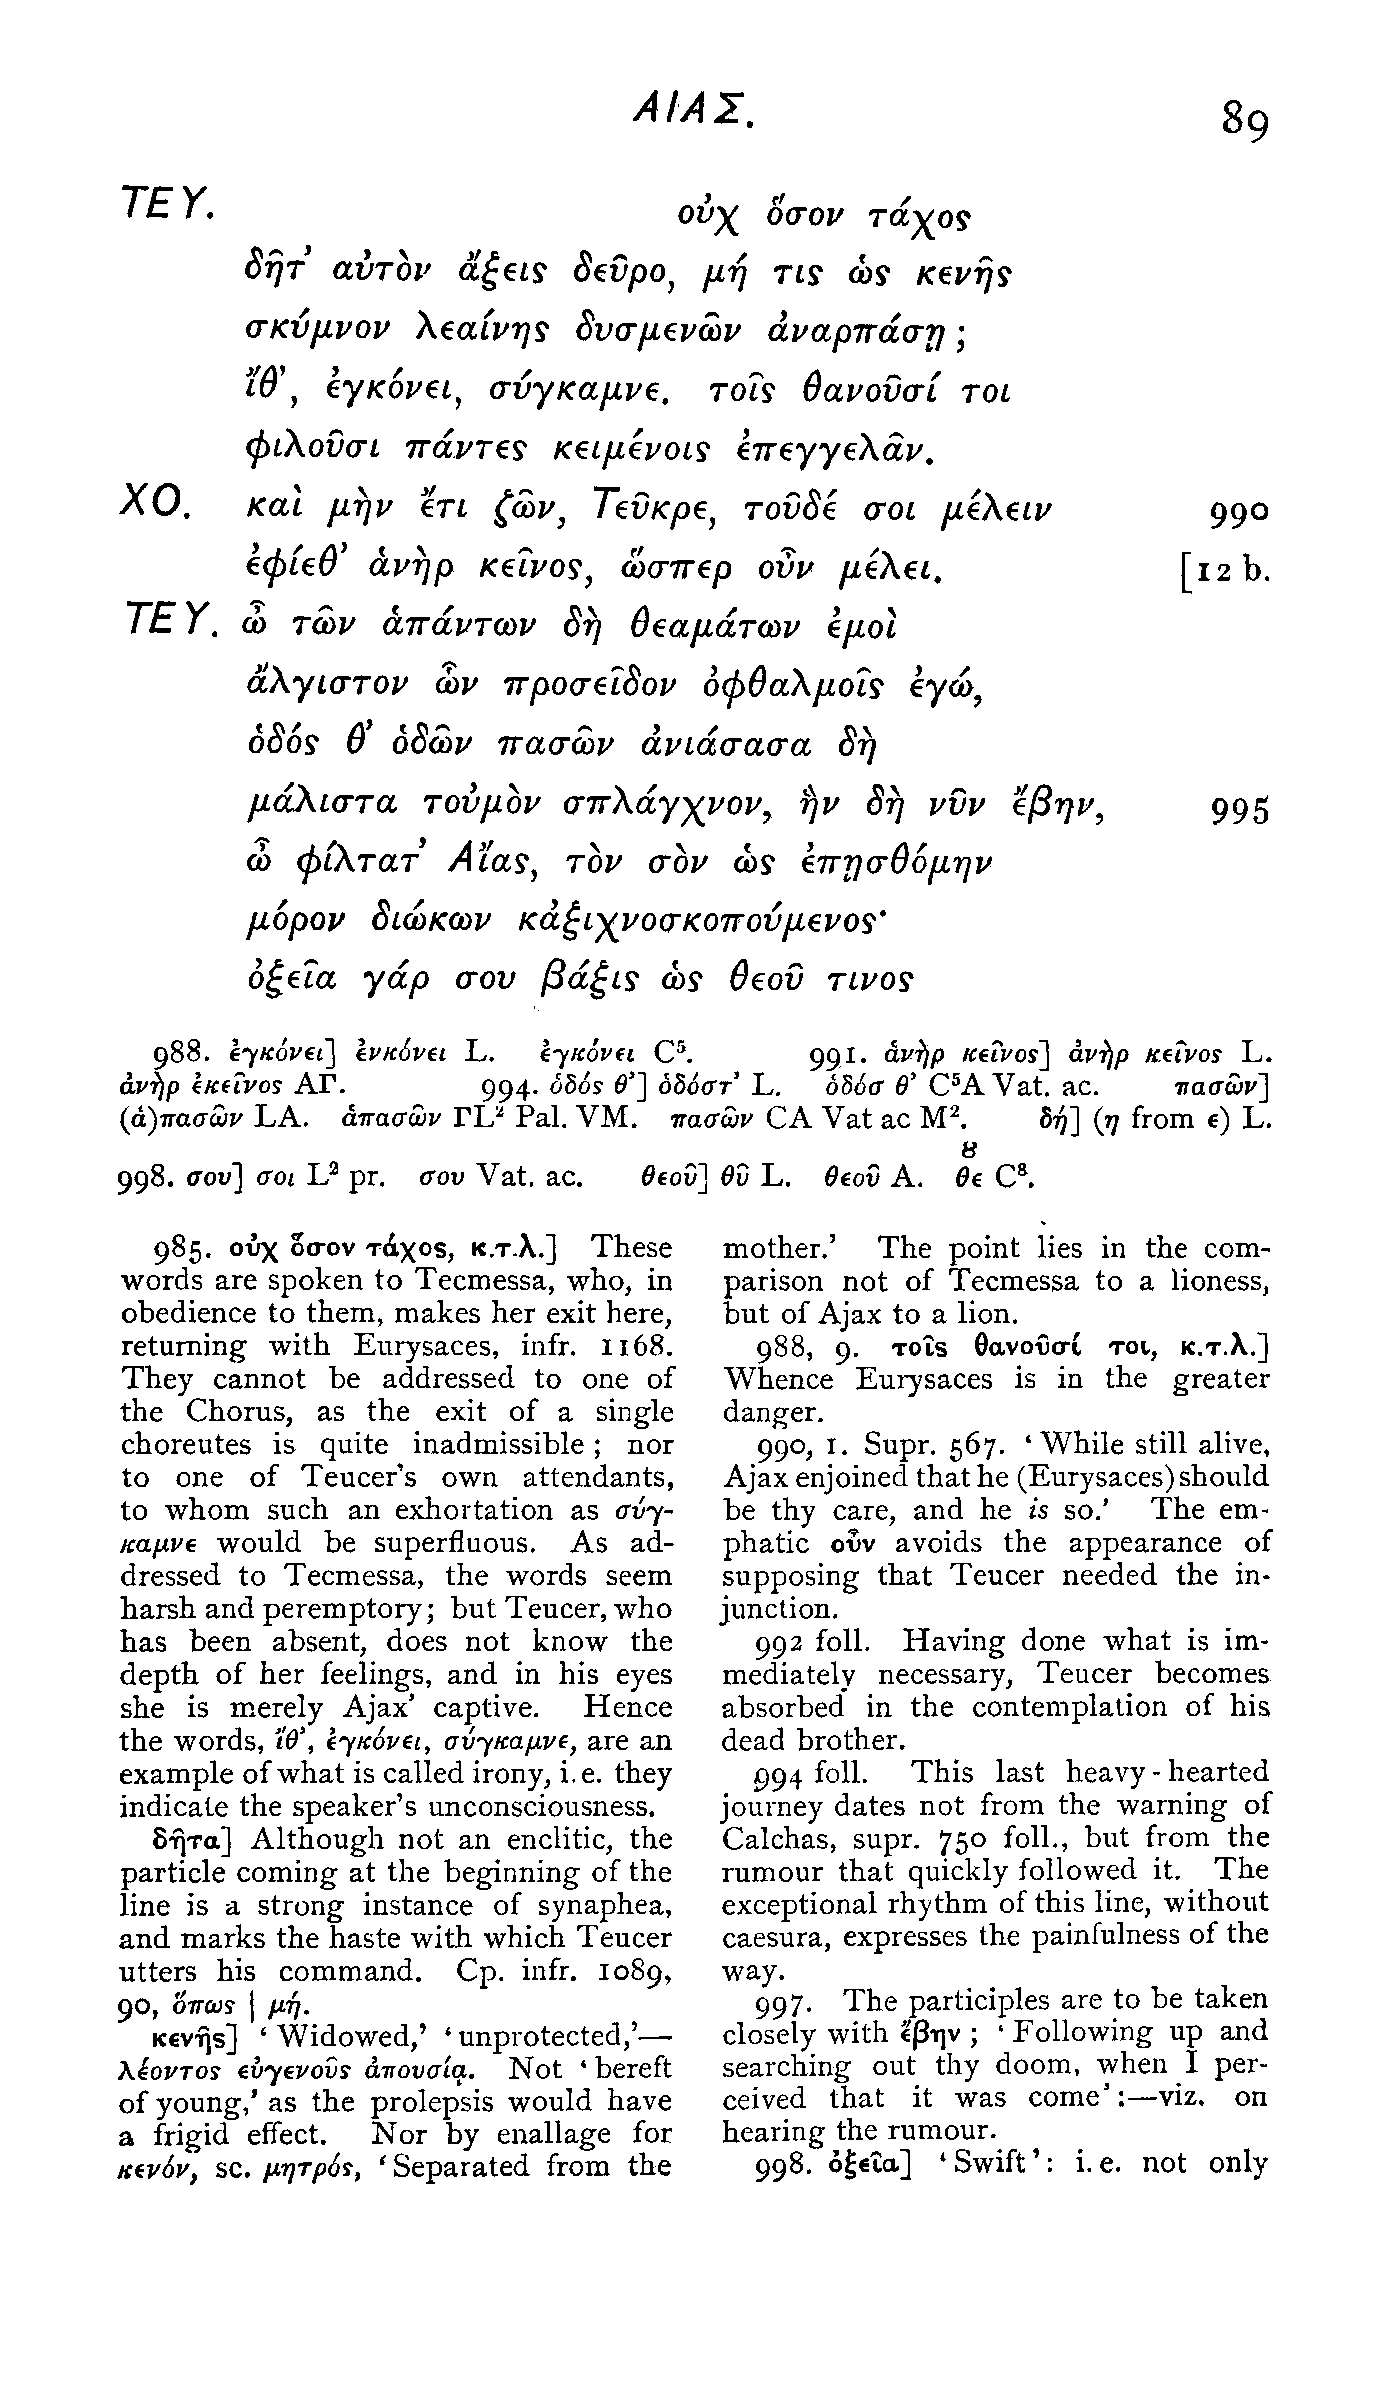 ΑΙΑΣ.
89
ΤΕΥ. οὐχ ὅσον τάχος
δῆτ’ αὐτὸν ἄξεις δεῦρο, μή τις ὡς κενῆς
σκύμνον λεαίνης δυσμενῶν ἀναρπάσῃ ;
ἴθ’, ἐγκόνει, σύγκαμνε. τοῖς θανοῦσί τοι
φιλοῦσι πάντες κειμένοις ἐπεγγελᾶν.
ΧΟ. καὶ μὴν ἔτι ζῶν, Τεῦκρε, τοῦδέ σοι μέλειν 990
ἐφίεθ’ ἁνὴρ κεῖνος, ὥσπερ οὖν μέλει. [12 b.
ΤΕΥ. ὦ τῶν ἁπάντων δὴ θεαμάτων ἐμοὶ
ἄλγιστον ὧν προσεῖδον ὀφθαλμοῖς ἐγώ,
ὁδός θ’ ὁδῶν πασῶν ἀνιάσασα δὴ
μάλιστα τοὐμὸν σπλάγχνον, ἣν δὴ νῦν ἔβην, 995
ὦ φίλτατ’ Αἴας, τὸν σὸν ὡς ἐπῃσθόμην
μόρον διώκων κἀξιχνοσκοπούμενος·
ὀξεῖα γάρ σου βάξις ὡς θεοῦ τινος
988. ἐγκόνει] ἐνκόνει L. ἐγκόνει C⁵. 991. ἁνὴρ κεῖνος] ἀνὴρ κεῖνος L.
ἀνὴρ ἐκεῖνος ΑΓ. 994. ὁδός θ’] ὁδόστ’ L. ὁδόσ θ’ C⁵A Vat. ac. πασῶν]
(ἁ)πασῶν LA. ἁπασῶν ΓL² Pal. VM. πασῶν CA Vat ac M². δή] (η from ε) L.
998. σου] σοι L² pr. σου Vat. ac. θεοῦ] θῦ L. θεοῦ A. θεȣ C⁸.
985. οὐχ ὅσον τάχος, κ.τ.λ.] These
words are spoken to Tecmessa, who, in
obedience to them, makes her exit here,
returning with Eurysaces, infr. 1168.
They cannot be addressed to one of
the Chorus, as the exit of a single
choreutes is quite inadmissible ; nor
to one of Teucer’s own attendants,
to whom such an exhortation as σύγ-
καμνε would be superfluous. As ad-
dressed to Tecmessa, the words seem
harsh and peremptory; but Teucer, who
has been absent, does not know the
depth of her feelings, and in his eyes
she is merely Ajax’ captive. Hence
the words, ἴθ’, ἐγκόνει, σύγκαμνε, are an
example of what is called irony, i. e. they
indicate the speaker’s unconsciousness.
δῆτα] Although not an enclitic, the
particle coming at the beginning of the
line is a strong instance of synaphea,
and marks the haste with which Teucer
utters his command. Cp. infr. 1089,
90, ὅπως | μή.
κενῆς] ‘ Widowed,’ ‘ unprotected,’—
λέοντος εὐγενοῦς ἀπουσίᾳ. Not ‘ bereft
of young,’ as the prolepsis would have
a frigid effect. Nor by enallage for
κενόν, sc. μητρός, ‘ Separated from the
mother.’ The point lies in the com-
parison not of Tecmessa to a lioness,
but of Ajax to a lion.
988, 9. τοῖς θανοῦσί τοι, κ.τ.λ.]
Whence Eurysaces is in the greater
danger.
990, 1. Supr. 567. ‘ While still alive,
Ajax enjoined that he (Eurysaces) should
be thy care, and he is so.’ The em-
phatic οὖν avoids the appearance of
supposing that Teucer needed the in-
junction.
992 foll. Having done what is im-
mediately necessary, Teucer becomes
absorbed in the contemplation of his
dead brother.
994 foll. This last heavy-hearted
journey dates not from the warning of
Calchas, supr. 750 foll., but from the
rumour that quickly followed it. The
exceptional rhythm of this line, without
caesura, expresses the painfulness of the
way.
997. The participles are to be taken
closely with ἔβην ; ‘ Following up and
searching out thy doom, when I per-
ceived that it was come’ :—viz. on
hearing the rumour.
998. ὀξεῖα] ‘ Swift’ : i. e. not only